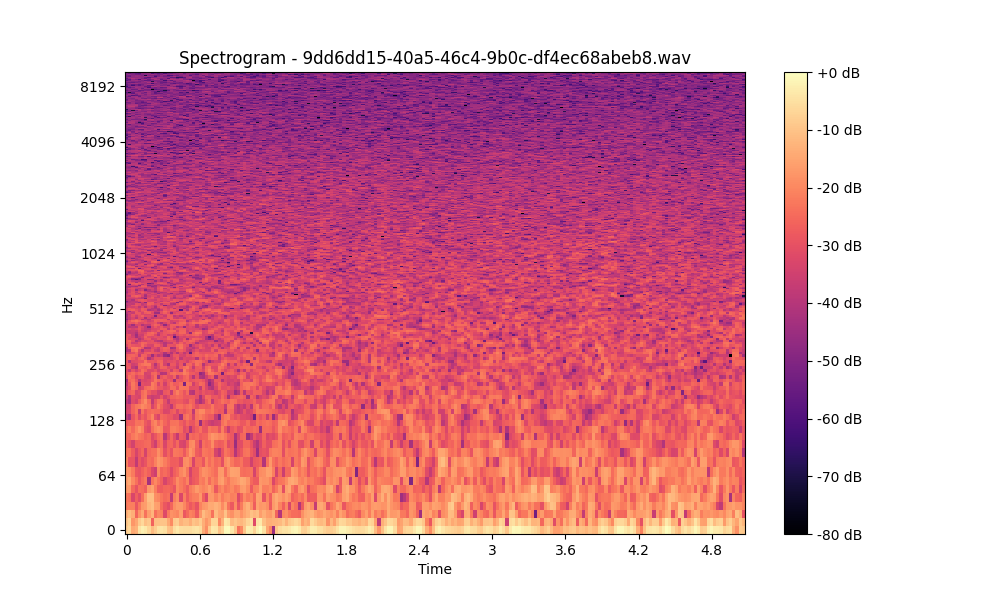 Spectrogram - 9dd6dd15-40a5-46c4-9b0c-df4ec68abeb8.wav
8192
4096
2048
1024
512
256
128
64
0
Hz
0 0.6 1.2 1.8 2.4 3 3.6 4.2 4.8
Time
+0 dB
-10 dB
-20 dB
-30 dB
-40 dB
-50 dB
-60 dB
-70 dB
-80 dB